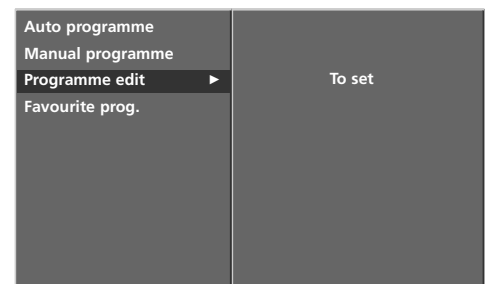 Auto programme
Manual programme
Programme edit ► To set
Favourite prog.